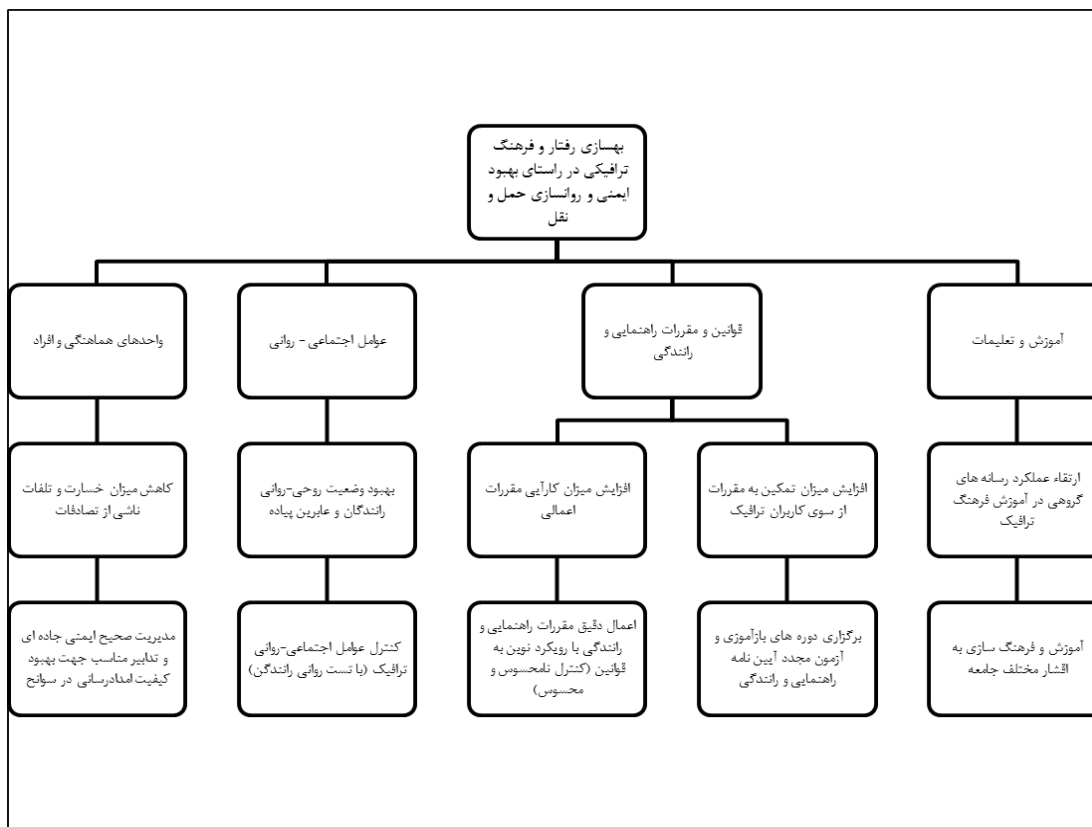 بهسازی رفتار و فرهنگ
ترافیکی در راستای بهبود
ایمنی و روانسازی حمل و
نقل
آموزش و تعلیمات
قوانین و مقررات راهنمایی و
رانندگی
عوامل اجتماعی - روانی
واحدهای هماهنگی و افراد
ارتقاء عملکرد رسانه های
گروهی در آموزش فرهنگ
ترافیک
افزایش میزان تمکین به مقررات
از سوی کاربران ترافیک
افزایش میزان کارآیی مقررات
اعمالی
بهبود وضعیت روحی-روانی
رانندگان و عابرین پیاده
کاهش میزان خسارت و تلفات
ناشی از تصادفات
آموزش و فرهنگ سازی به
اقشار مختلف جامعه
برگزاری دوره های بازآموزی و
آزمون مجدد آیین نامه
راهنمایی و رانندگی
اعمال دقیق مقررات راهنمایی و
رانندگی با رویکرد نوین به
قوانین (کنترل نامحسوس و
محسوس)
کنترل عوامل اجتماعی-روانی
ترافیک (با تست روانی رانندگن)
مدیریت صحیح ایمنی جاده ای
و تدابیر مناسب جهت بهبود
کیفیت امدادرسانی در سوانح